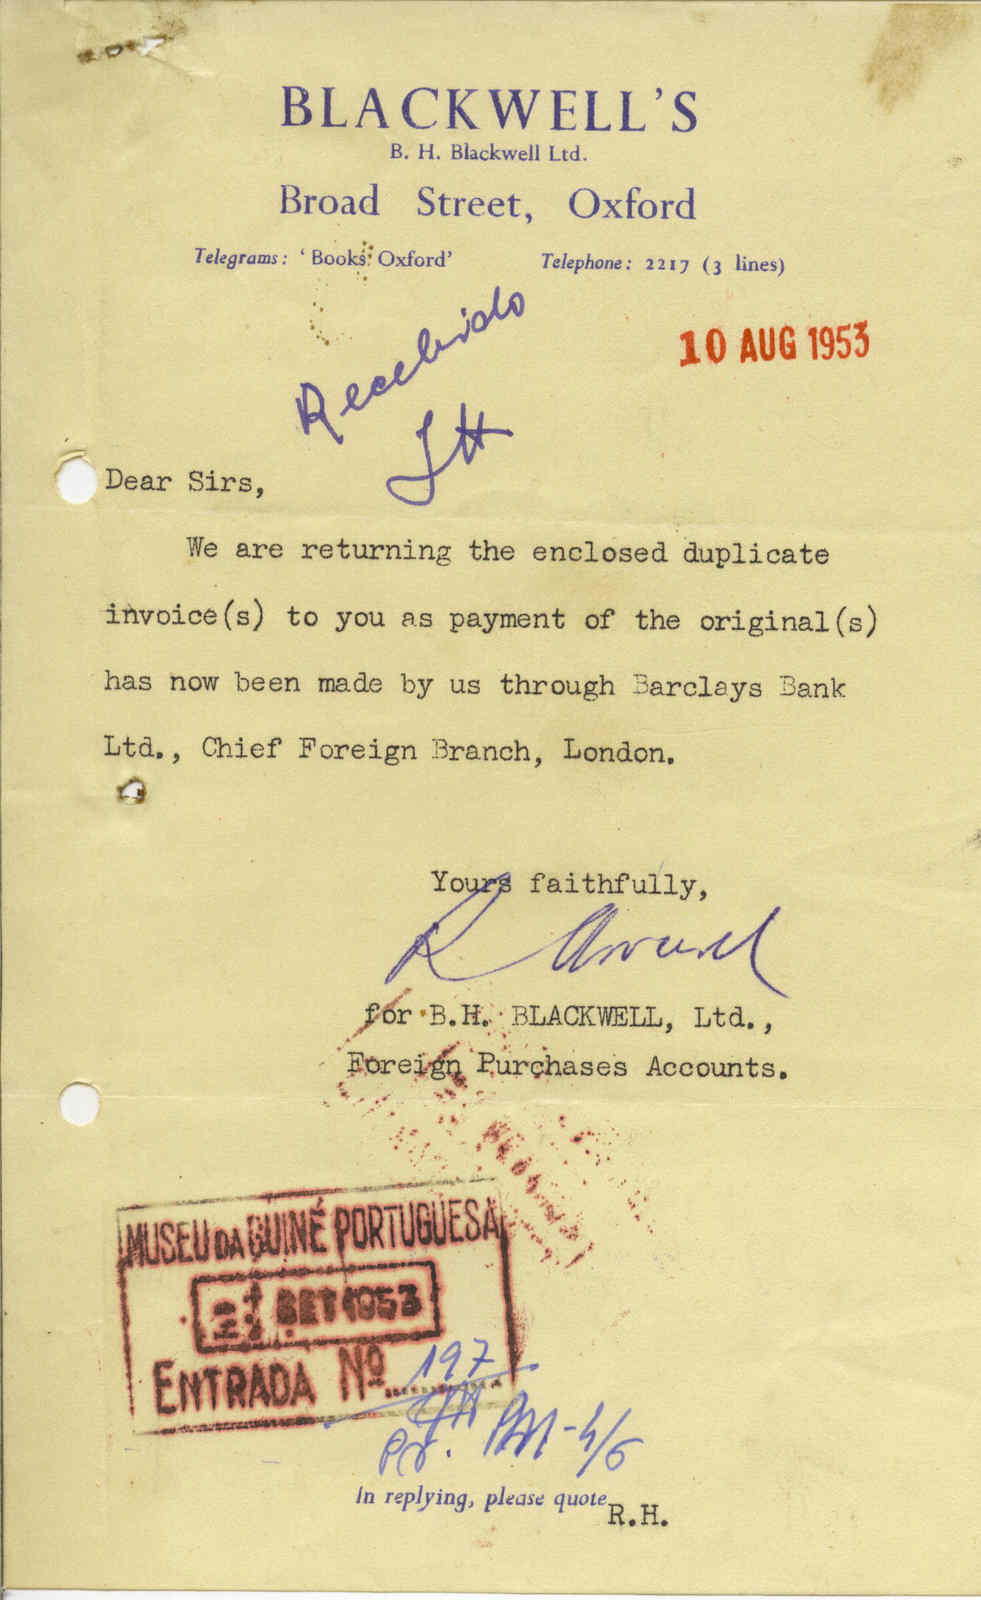 BLACKWELL'S
B. H. Blackwell Ltd.
Broad Street, Oxford
Telegrams: 'Books: Oxford' Telephone: 2217 (3 lines)
10 AUG 1953
Recebido
Dear Sirs,
We are returning the enclosed duplicate
invoice(s) to you as payment of the original(s)
has now been made by us through Barclays Bank
Ltd., Chief Foreign Branch, London.
Yours faithfully,
R
for B.H. BLACKWELL, Ltd.,
Foreign Purchases Accounts.
MUSEU DA GUINÉ PORTUGUESA
SET 1953
ENTRADA Nº 197
In replying, please quote R.H.